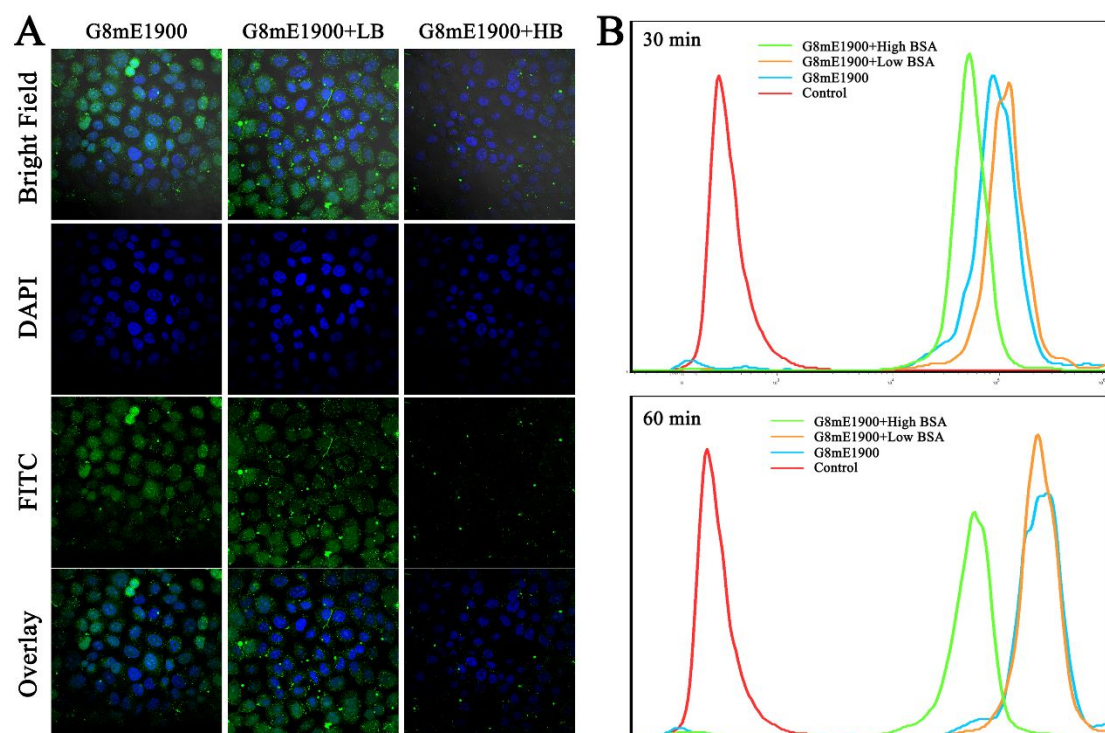 A
G8mE1900 G8mE1900+LB G8mE1900+HB
Bright Field
DAPI
FITC
Overlay
B
30 min
G8mE1900+High BSA
G8mE1900+Low BSA
G8mE1900
Control
60 min
G8mE1900+High BSA
G8mE1900+Low BSA
G8mE1900
Control